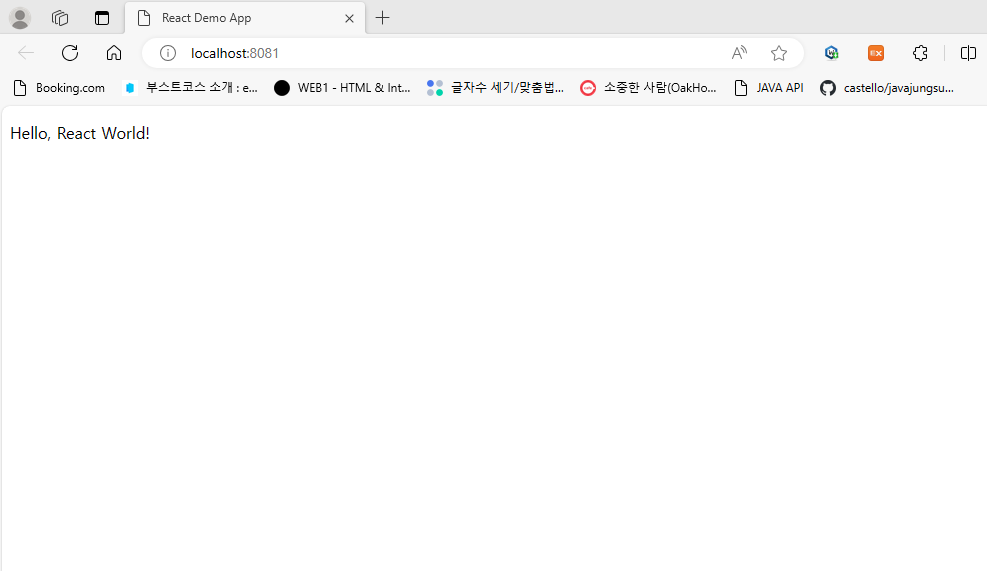 React Demo App
localhost:8081
Booking.com 부스트코스 소개 : e... WEB1 - HTML & Int... 글자수 세기/맞춤법... 소중한 사람(OakHo... JAVA API castello/javajungsu...
Hello, React World!